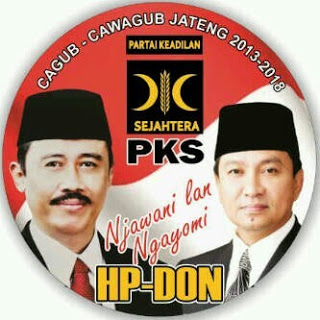 CAGUB - CAWAGUB JATENG 2013-2018
PARTAI KEADILAN
SEJAHTERA
PKS
Njawani lan
Ngayomi
HP-DON